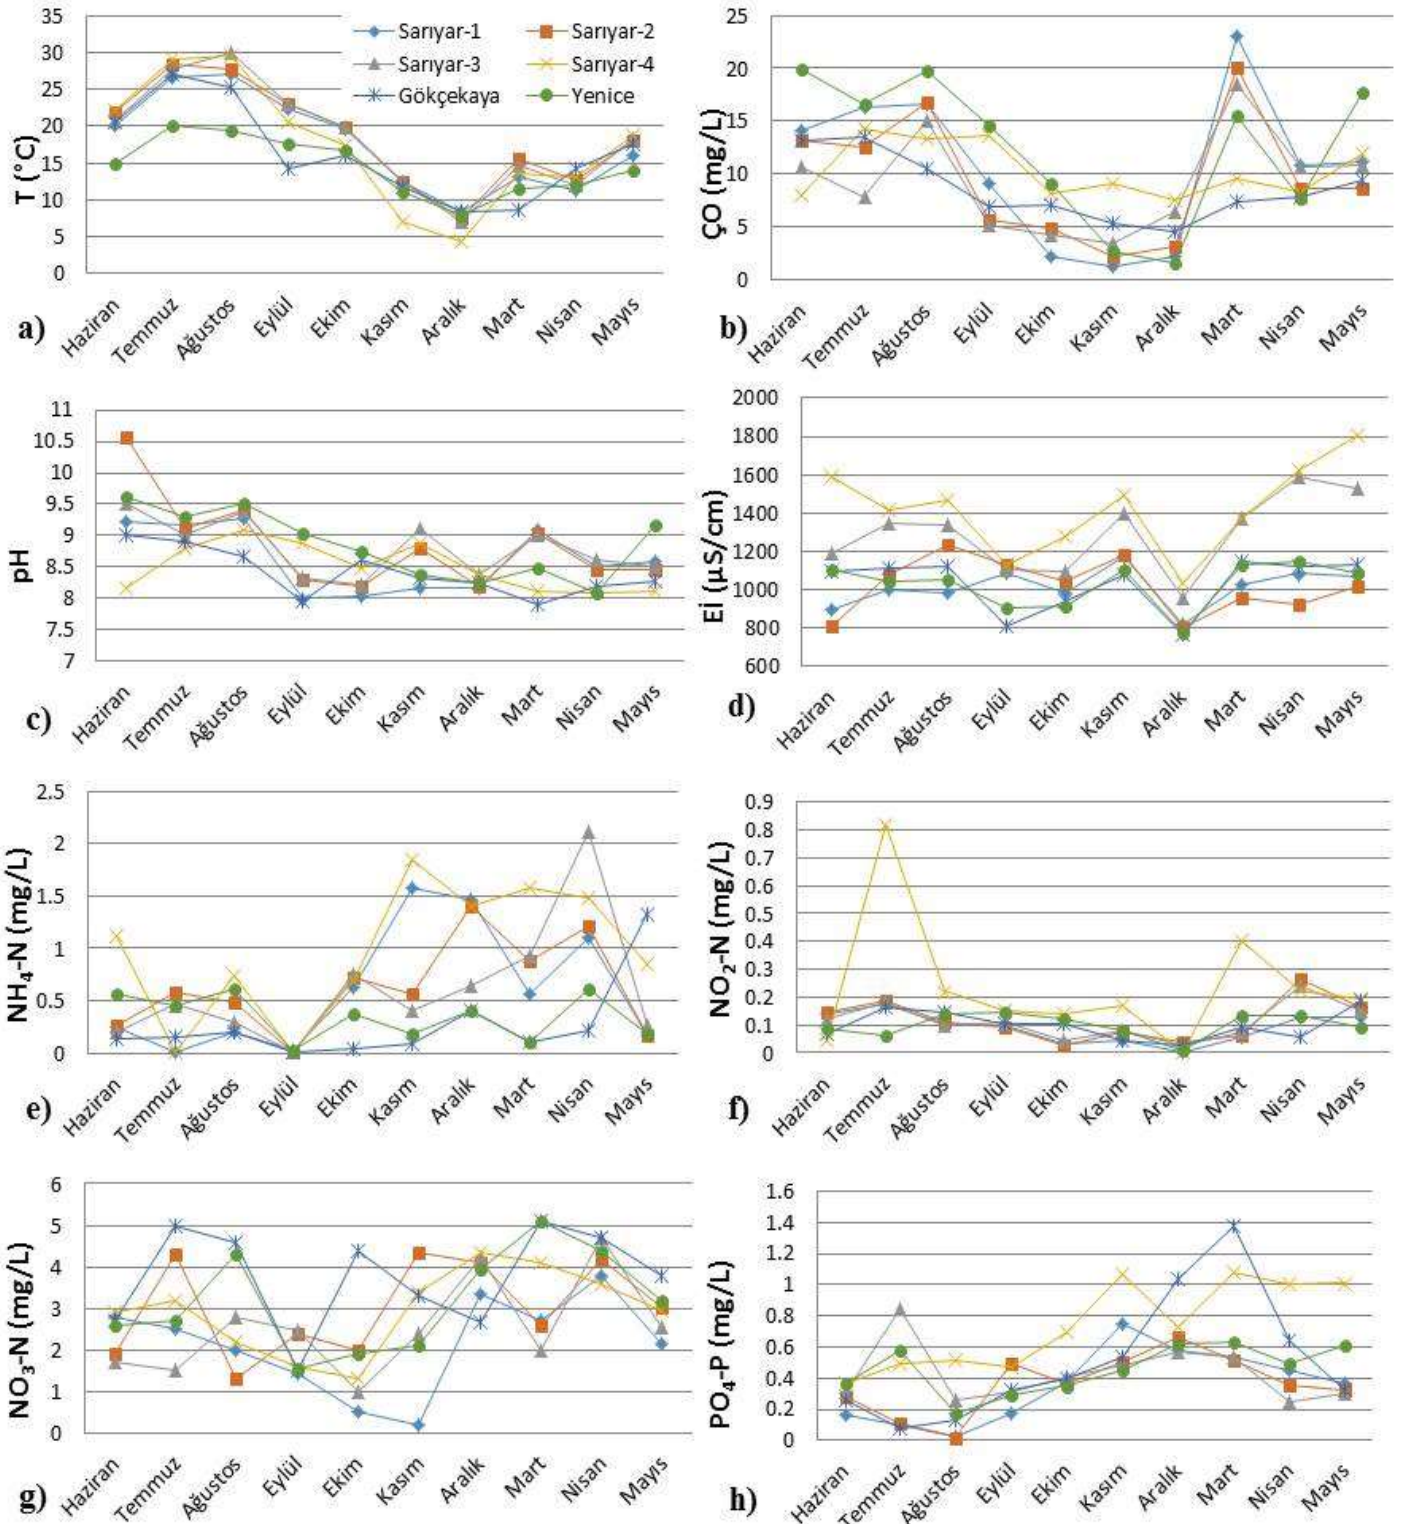 35
30
25
20
15
10
5
0
T (°C)
Sarıyar-1 Sarıyar-2
Sarıyar-3 Sarıyar-4
Gökçekaya Yenice
a)
Haziran Temmuz Ağustos Eylül Ekim Kasım Aralık Mart Nisan Mayıs
25
20
15
10
5
0
ÇO (mg/L)
b)
Haziran Temmuz Ağustos Eylül Ekim Kasım Aralık Mart Nisan Mayıs
11
10.5
10
9.5
9
8.5
8
7.5
7
pH
c)
Haziran Temmuz Ağustos Eylül Ekim Kasım Aralık Mart Nisan Mayıs
2000
1800
1600
1400
1200
1000
800
600
Eİ (µS/cm)
d)
Haziran Temmuz Ağustos Eylül Ekim Kasım Aralık Mart Nisan Mayıs
2.5
2
1.5
1
0.5
0
NH₄-N (mg/L)
e)
Haziran Temmuz Ağustos Eylül Ekim Kasım Aralık Mart Nisan Mayıs
0.9
0.8
0.7
0.6
0.5
0.4
0.3
0.2
0.1
0
NO₂-N (mg/L)
f)
Haziran Temmuz Ağustos Eylül Ekim Kasım Aralık Mart Nisan Mayıs
6
5
4
3
2
1
0
NO₃-N (mg/L)
g)
Haziran Temmuz Ağustos Eylül Ekim Kasım Aralık Mart Nisan Mayıs
1.6
1.4
1.2
1
0.8
0.6
0.4
0.2
0
PO₄-P (mg/L)
h)
Haziran Temmuz Ağustos Eylül Ekim Kasım Aralık Mart Nisan Mayıs